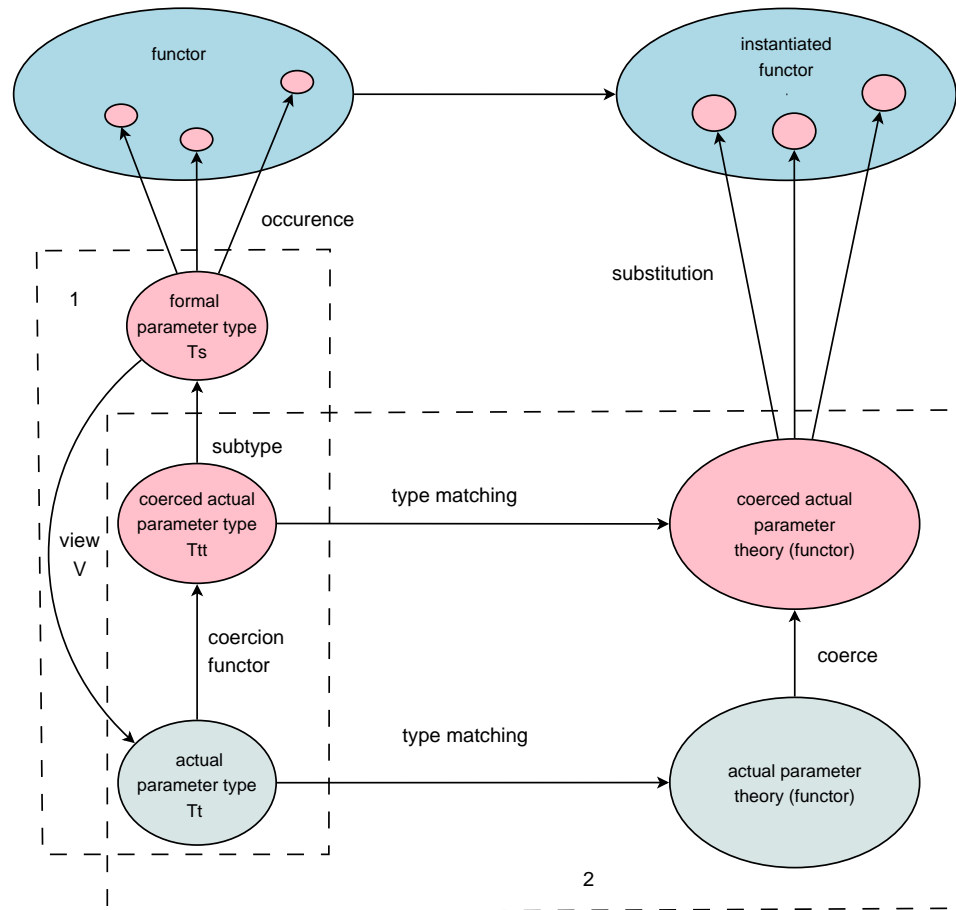 functor
instantiated
functor
occurence
substitution
1
formal
parameter type
Ts
subtype
type matching
coerced actual
parameter type
Ttt
coerced actual
parameter
theory (functor)
view
V
coercion
functor
coerce
type matching
actual
parameter type
Tt
actual parameter
theory (functor)
2